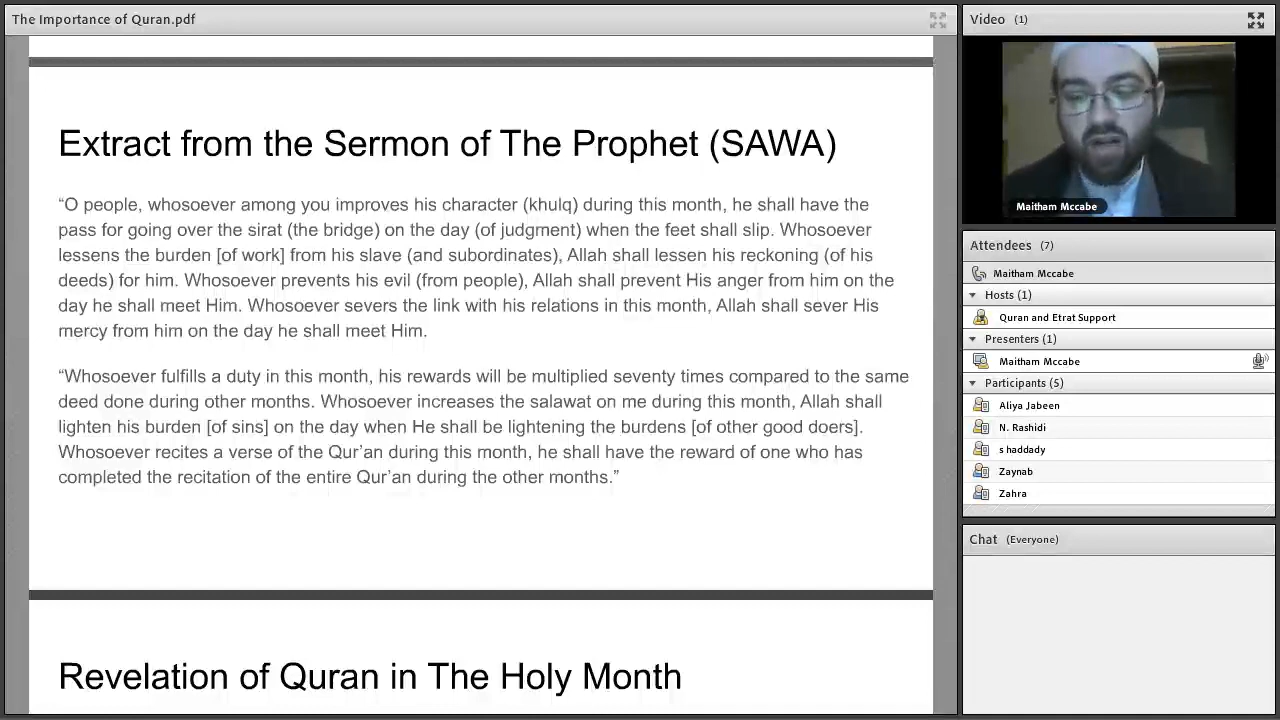 The Importance of Quran.pdf
Extract from the Sermon of The Prophet (SAWA)
“O people, whosoever among you improves his character (khulq) during this month, he shall have the
pass for going over the sirat (the bridge) on the day (of judgment) when the feet shall slip. Whosoever
lessens the burden [of work] from his slave (and subordinates), Allah shall lessen his reckoning (of his
deeds) for him. Whosoever prevents his evil (from people), Allah shall prevent His anger from him on the
day he shall meet Him. Whosoever severs the link with his relations in this month, Allah shall sever His
mercy from him on the day he shall meet Him.
“Whosoever fulfills a duty in this month, his rewards will be multiplied seventy times compared to the same
deed done during other months. Whosoever increases the salawat on me during this month, Allah shall
lighten his burden [of sins] on the day when He shall be lightening the burdens [of other good doers].
Whosoever recites a verse of the Qur’an during this month, he shall have the reward of one who has
completed the recitation of the entire Qur’an during the other months.”
Revelation of Quran in The Holy Month
Video (1)
Maitham Mccabe
Attendees (7)
Maitham Mccabe
Hosts (1)
Quran and Etrat Support
Presenters (1)
Maitham Mccabe
Participants (5)
Aliya Jabeen
N. Rashidi
s haddady
Zaynab
Zahra
Chat (Everyone)